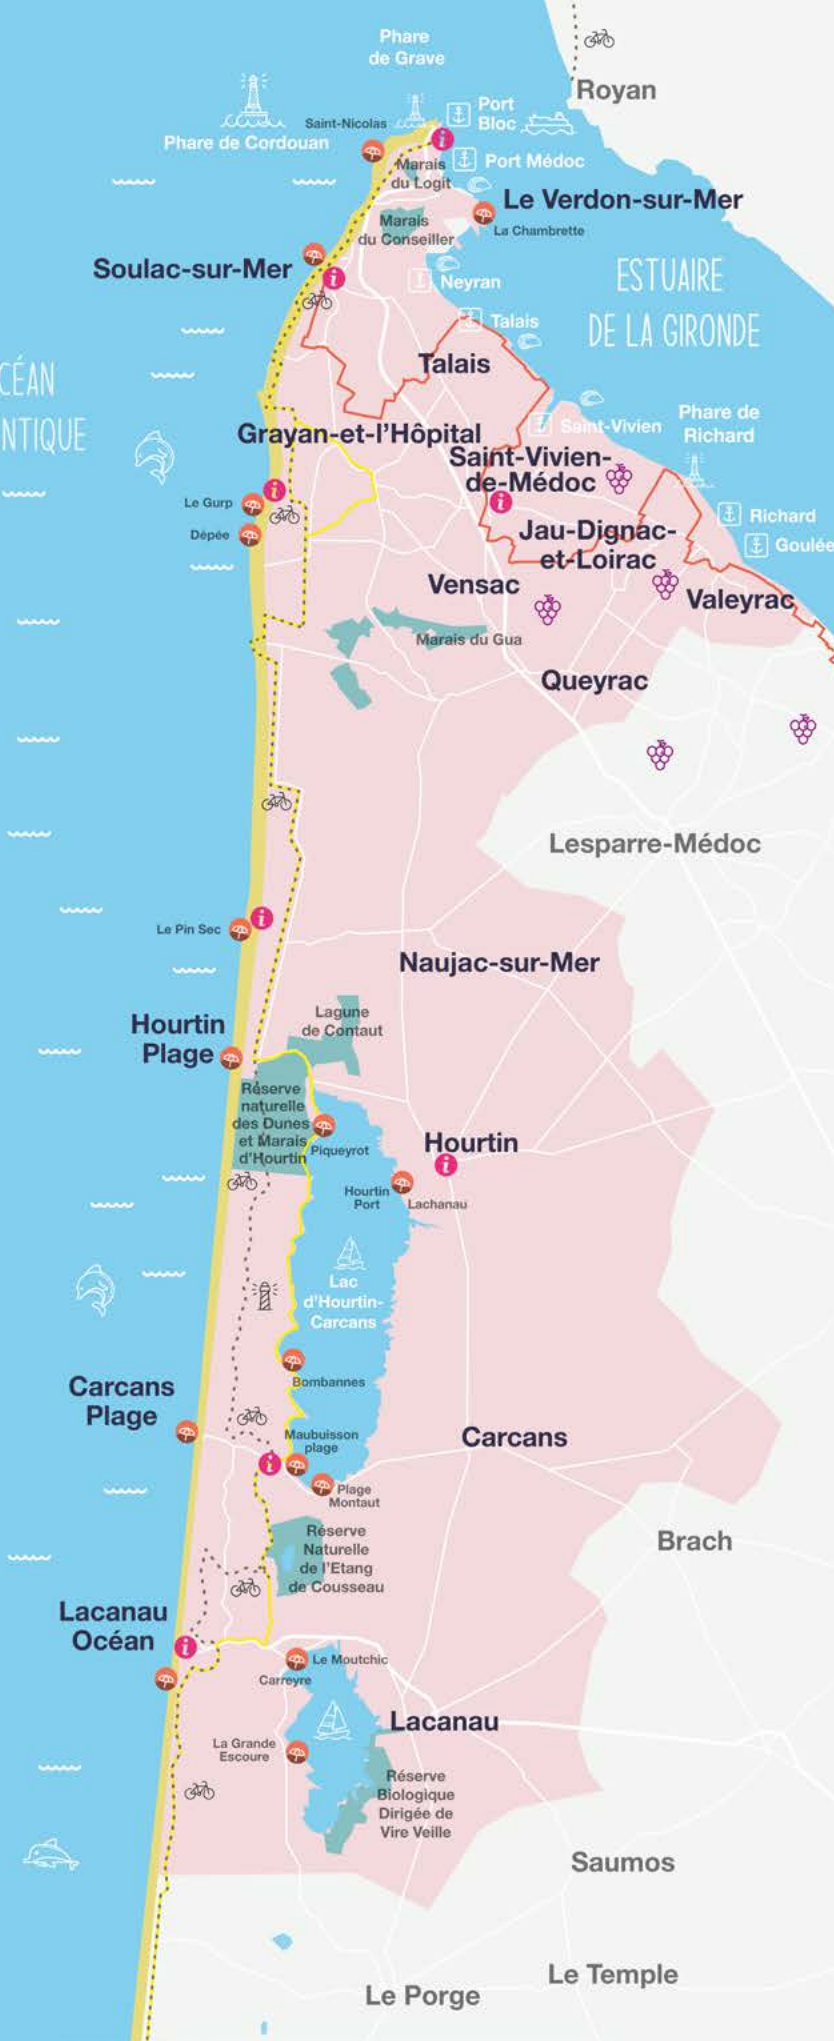 Phare
de Grave
Royan
Port
Bloc
Saint-Nicolas
Phare de Cordouan
Port Médoc
Marais
du Logit
Le Verdon-sur-Mer
Marais
du Conseiller
La Chambrette
Soulac-sur-Mer
ESTUAIRE
DE LA GIRONDE
Neyran
Talais
Talais
CÉAN
NTIQUE
Phare de
Richard
Saint-Vivien
Grayan-et-l'Hôpital
Saint-Vivien-
de-Médoc
Le Gurp
Richard
Dépée
Jau-Dignac-
et-Loirac
Goulée
Vensac
Valeyrac
Marais du Gua
Queyrac
Lesparre-Médoc
Le Pin Sec
Naujac-sur-Mer
Lagune
de Contaut
Hourtin
Plage
Réserve
naturelle
des Dunes
et Marais
d'Hourtin
Piqueyrot
Hourtin
Hourtin
Port
Lachanau
Lac
d'Hourtin-
Carcans
Bombannes
Carcans
Plage
Maubuisson
plage
Carcans
Plage
Montaut
Réserve
Naturelle
de l'Etang
de Cousseau
Brach
Lacanau
Océan
Le Moutchic
Carreyre
Lacanau
La Grande
Escoure
Réserve
Biologique
Dirigée de
Vire Veille
Saumos
Le Temple
Le Porge